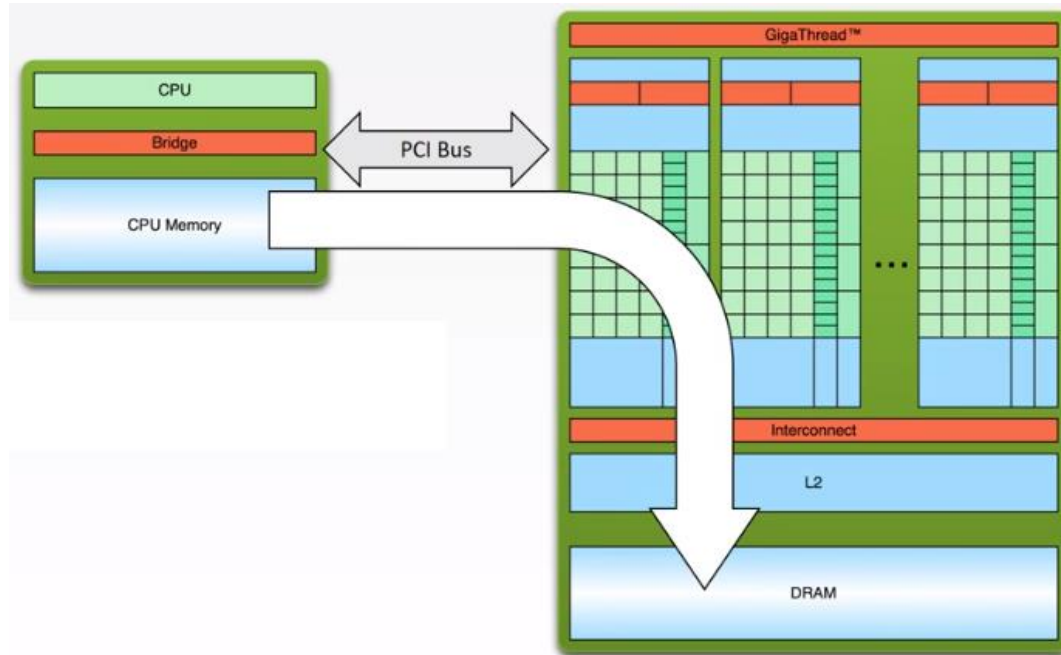 GigaThread™
CPU
Bridge
PCI Bus
CPU Memory
...
Interconnect
L2
DRAM